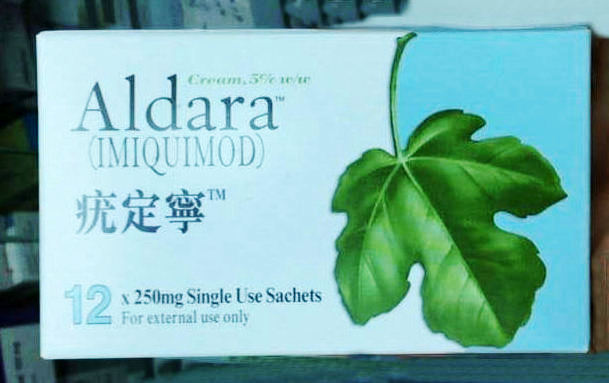 Cream, 5% w/w
Aldara™
(IMIQUIMOD)
疣定寧™
12 x 250mg Single Use Sachets
For external use only